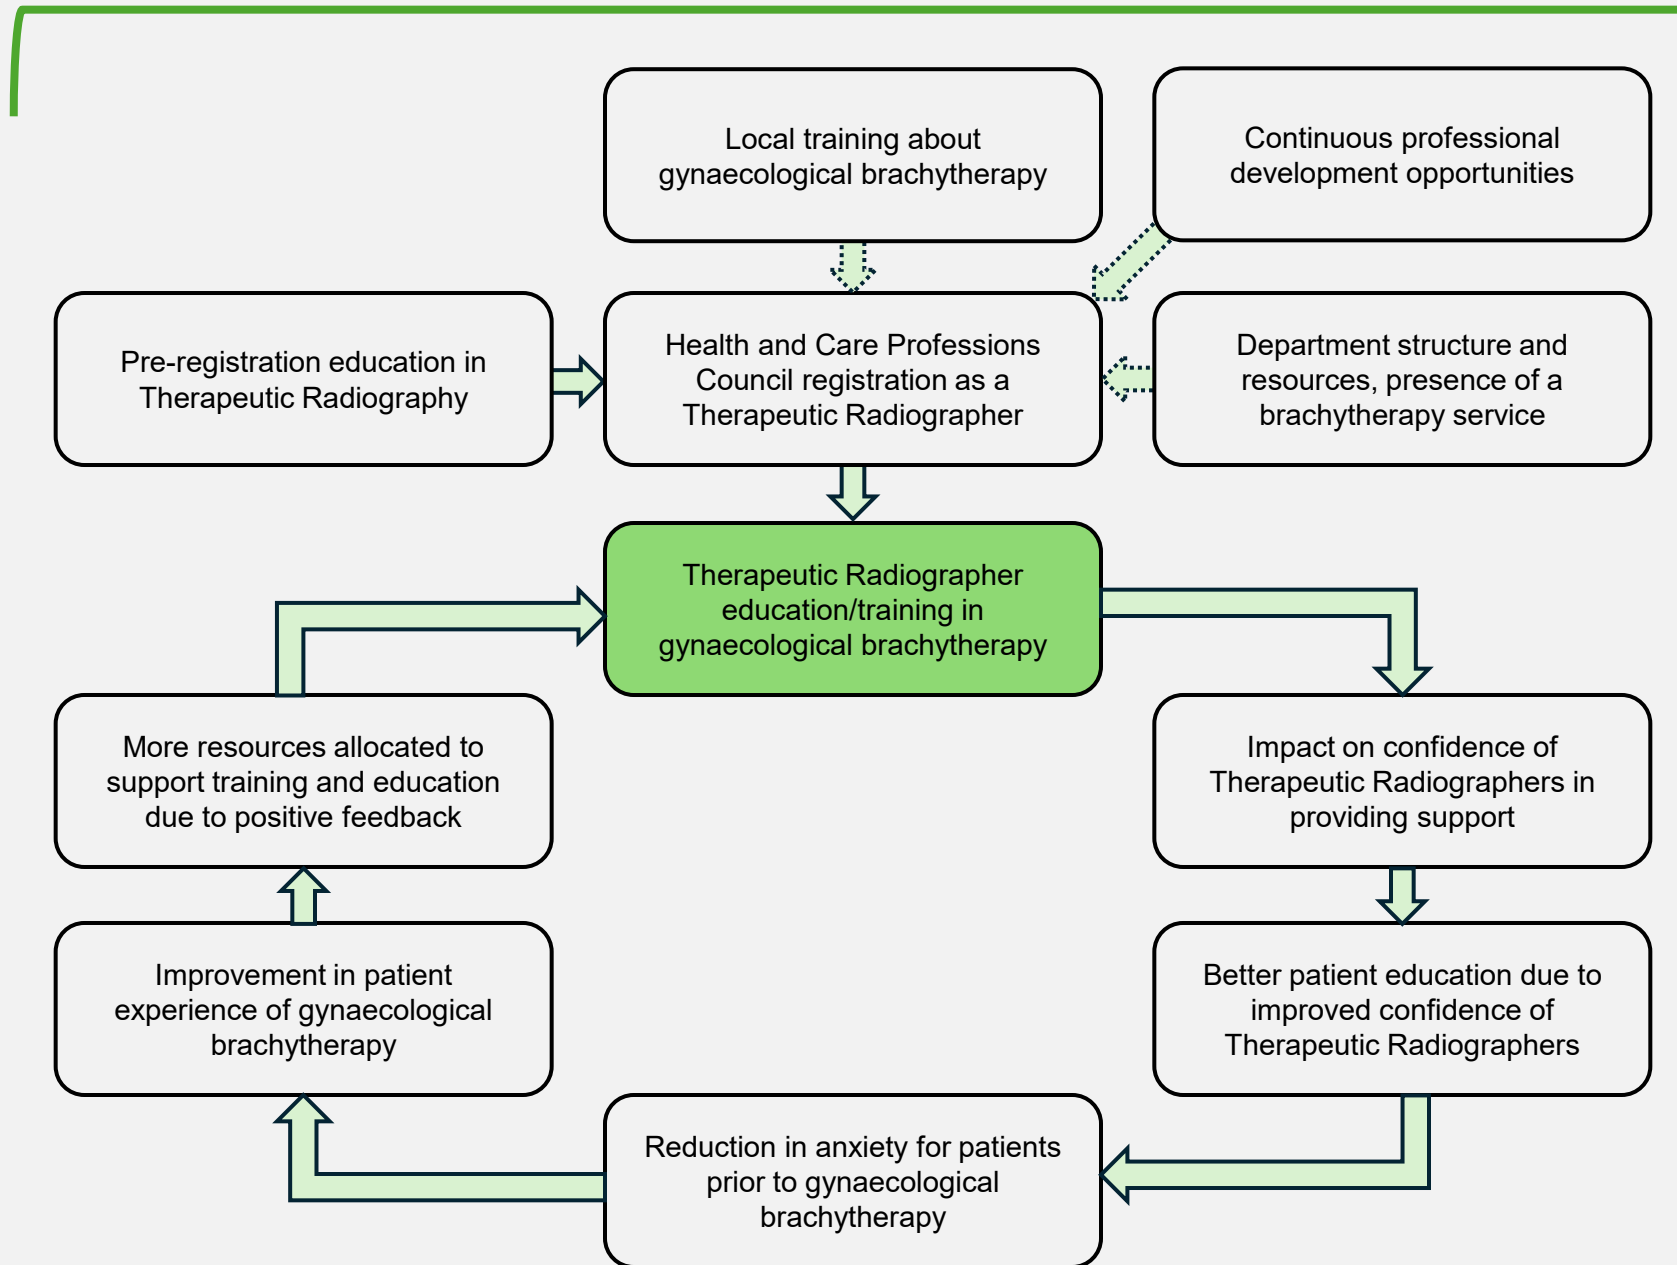 Local training about
gynaecological brachytherapy
Continuous professional
development opportunities
Pre-registration education in
Therapeutic Radiography
Health and Care Professions
Council registration as a
Therapeutic Radiographer
Department structure and
resources, presence of a
brachytherapy service
Therapeutic Radiographer
education/training in
gynaecological brachytherapy
More resources allocated to
support training and education
due to positive feedback
Impact on confidence of
Therapeutic Radiographers in
providing support
Improvement in patient
experience of gynaecological
brachytherapy
Better patient education due to
improved confidence of
Therapeutic Radiographers
Reduction in anxiety for patients
prior to gynaecological
brachytherapy